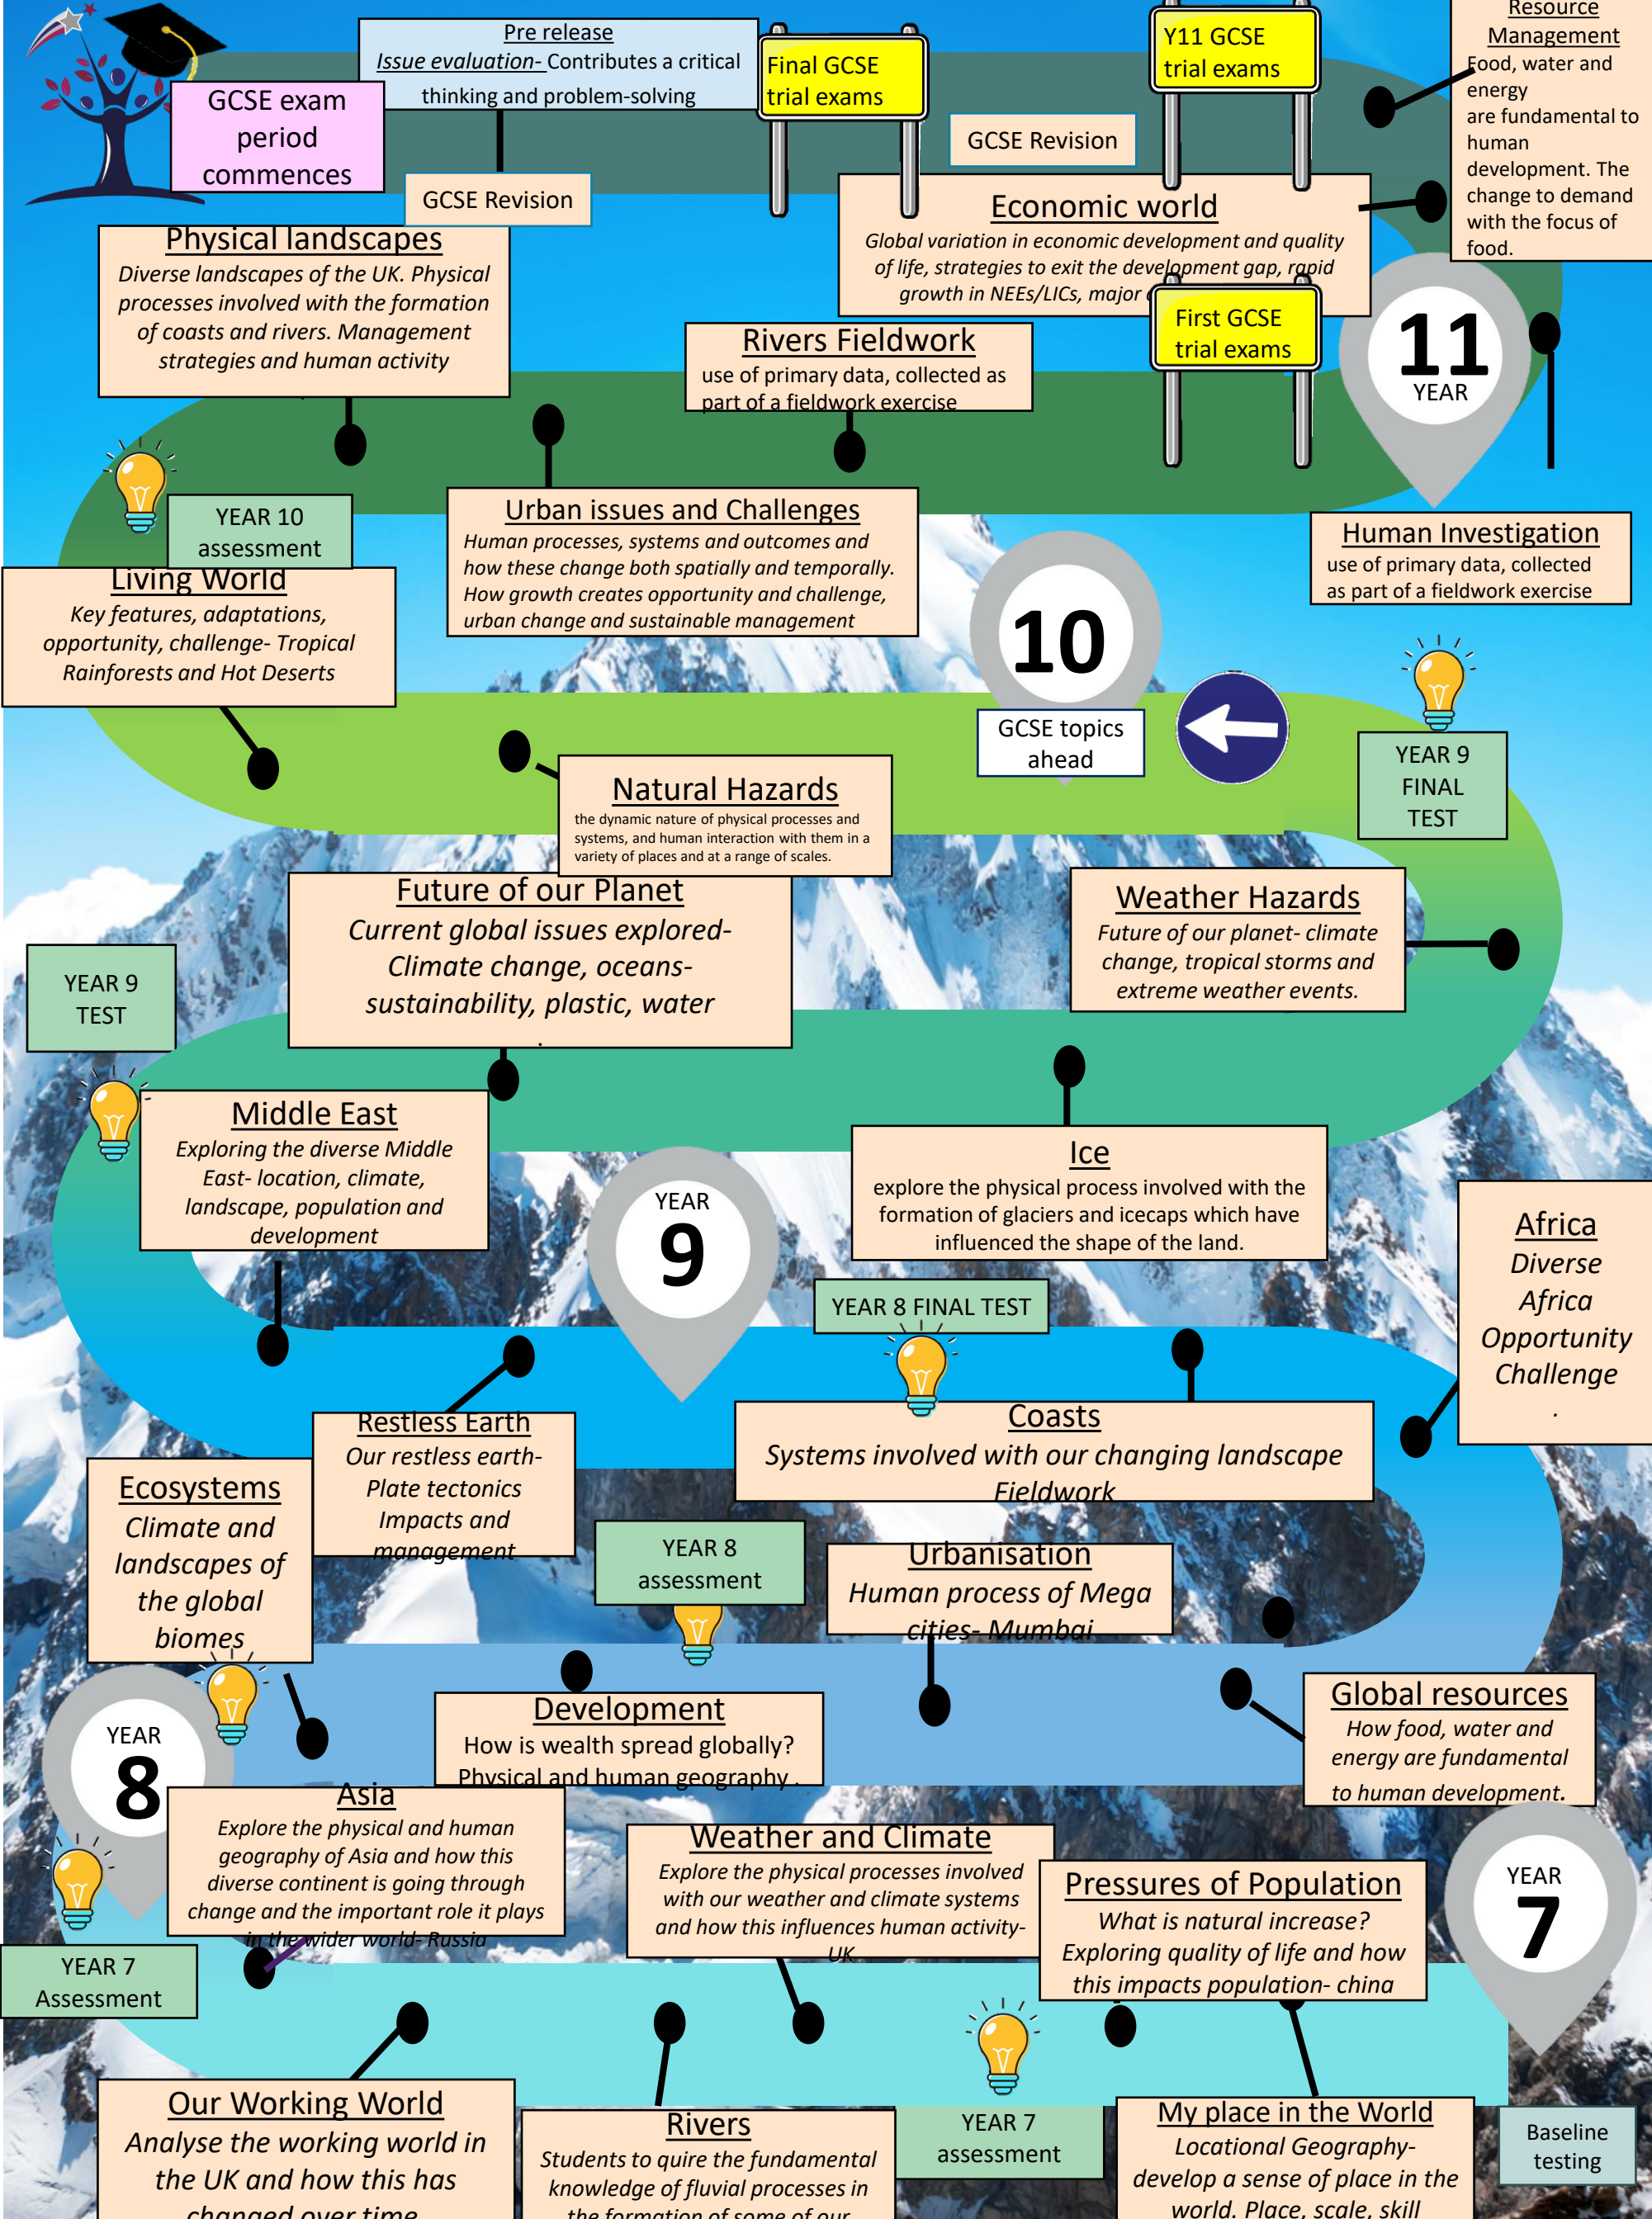 Pre release
Issue evaluation- Contributes a critical
thinking and problem-solving
GCSE exam
period
commences
GCSE Revision
Final GCSE
trial exams
GCSE Revision
Y11 GCSE
trial exams
Resource
Management
Food, water and
energy
are fundamental to
human
development. The
change to demand
with the focus of
food.
Economic world
Global variation in economic development and quality
of life, strategies to exit the development gap, rapid
growth in NEEs/LICs, major
First GCSE
trial exams
11
YEAR
Physical landscapes
Diverse landscapes of the UK. Physical
processes involved with the formation
of coasts and rivers. Management
strategies and human activity
Rivers Fieldwork
use of primary data, collected as
part of a fieldwork exercise
Human Investigation
use of primary data, collected
as part of a fieldwork exercise
YEAR 10
assessment
Urban issues and Challenges
Human processes, systems and outcomes and
how these change both spatially and temporally.
How growth creates opportunity and challenge,
urban change and sustainable management
Living World
Key features, adaptations,
opportunity, challenge- Tropical
Rainforests and Hot Deserts
10
GCSE topics
ahead
YEAR 9
FINAL
TEST
Natural Hazards
the dynamic nature of physical processes and
systems, and human interaction with them in a
variety of places and at a range of scales.
Future of our Planet
Current global issues explored-
Climate change, oceans-
sustainability, plastic, water
.
Weather Hazards
Future of our planet- climate
change, tropical storms and
extreme weather events.
YEAR 9
TEST
Middle East
Exploring the diverse Middle
East- location, climate,
landscape, population and
development
Ice
explore the physical process involved with the
formation of glaciers and icecaps which have
influenced the shape of the land.
YEAR
9
Africa
Diverse
Africa
Opportunity
Challenge
.
YEAR 8 FINAL TEST
Restless Earth
Our restless earth-
Plate tectonics
Impacts and
management
Coasts
Systems involved with our changing landscape
Fieldwork
Ecosystems
Climate and
landscapes of
the global
biomes
YEAR 8
assessment
Urbanisation
Human process of Mega
cities- Mumbai
Development
How is wealth spread globally?
Physical and human geography .
Global resources
How food, water and
energy are fundamental
to human development.
YEAR
8
Asia
Explore the physical and human
geography of Asia and how this
diverse continent is going through
change and the important role it plays
in the wider world- Russia
Weather and Climate
Explore the physical processes involved
with our weather and climate systems
and how this influences human activity-
UK
Pressures of Population
What is natural increase?
Exploring quality of life and how
this impacts population- china
YEAR
7
YEAR 7
Assessment
Our Working World
Analyse the working world in
the UK and how this has
changed over time
Rivers
Students to quire the fundamental
knowledge of fluvial processes in
the formation of some of our
YEAR 7
assessment
My place in the World
Locational Geography-
develop a sense of place in the
world. Place, scale, skill
Baseline
testing